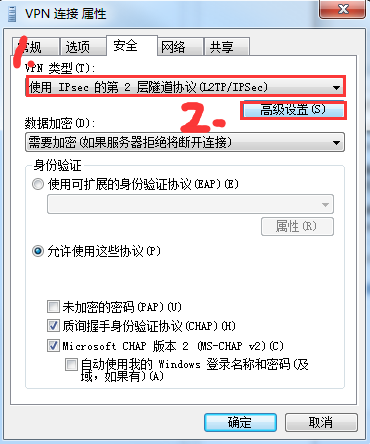 VPN 连接 属性
常规 选项 安全 网络 共享
1.
VPN 类型(T):
使用 IPsec 的第 2 层隧道协议(L2TP/IPSec)
2.
高级设置(S)
数据加密(D):
需要加密(如果服务器拒绝将断开连接)
身份验证
使用可扩展的身份验证协议(EAP)(E)
属性(R)
允许使用这些协议(P)
未加密的密码(PAP)(U)
质询握手身份验证协议(CHAP)(H)
Microsoft CHAP 版本 2 (MS-CHAP v2)(C)
自动使用我的 Windows 登录名称和密码(及
域，如果有)(A)
确定 取消